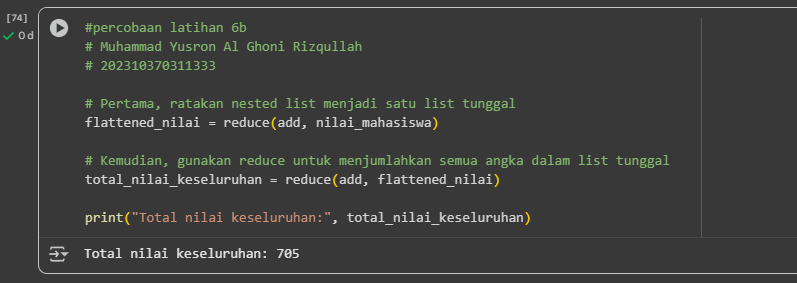 [74]
0 d
#percobaan latihan 6b
# Muhammad Yusron Al Ghoni Rizqullah
# 202310370311333
# Pertama, ratakan nested list menjadi satu list tunggal
flattened_nilai = reduce(add, nilai_mahasiswa)
# Kemudian, gunakan reduce untuk menjumlahkan semua angka dalam list tunggal
total_nilai_keseluruhan = reduce(add, flattened_nilai)
print("Total nilai keseluruhan:", total_nilai_keseluruhan)
Total nilai keseluruhan: 705